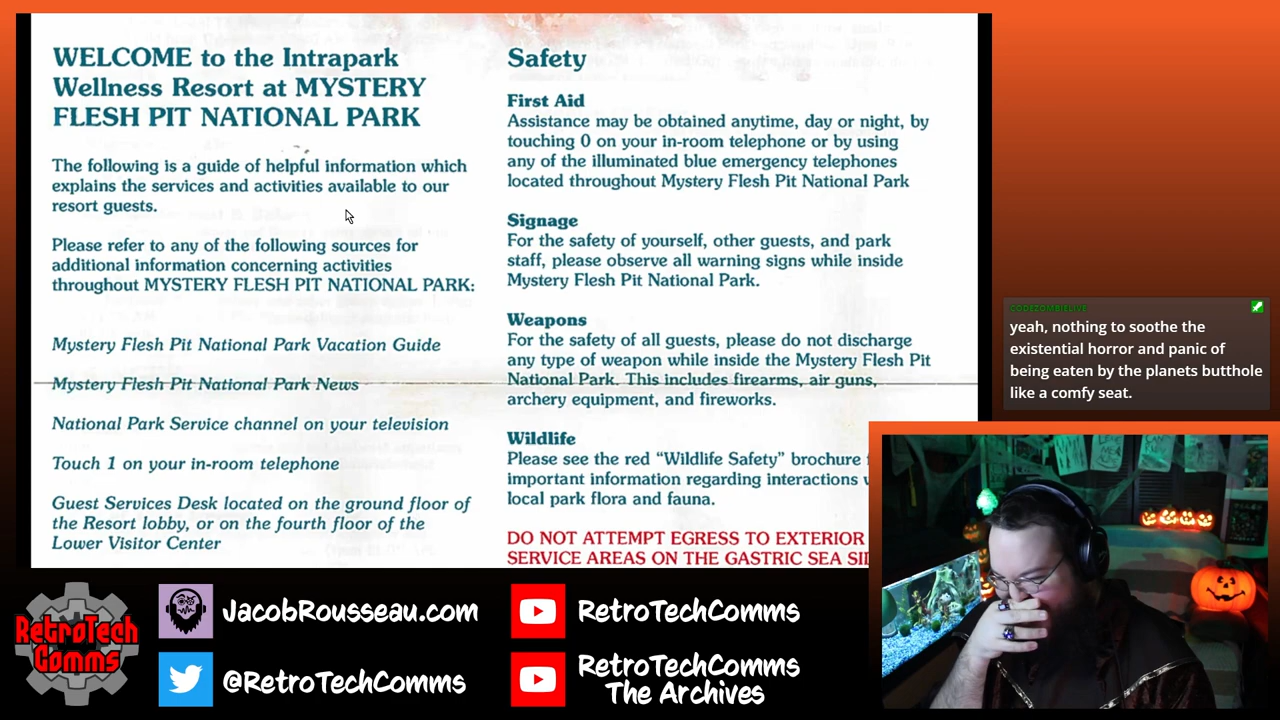 WELCOME to the Intrapark
Wellness Resort at MYSTERY
FLESH PIT NATIONAL PARK
The following is a guide of helpful information which
explains the services and activities available to our
resort guests.
Please refer to any of the following sources for
additional information concerning activities
throughout MYSTERY FLESH PIT NATIONAL PARK:
Mystery Flesh Pit National Park Vacation Guide
Mystery Flesh Pit National Park News
National Park Service channel on your television
Touch 1 on your in-room telephone
Guest Services Desk located on the ground floor of
the Resort lobby, or on the fourth floor of the
Lower Visitor Center
Safety
First Aid
Assistance may be obtained anytime, day or night, by
touching 0 on your in-room telephone or by using
any of the illuminated blue emergency telephones
located throughout Mystery Flesh Pit National Park
Signage
For the safety of yourself, other guests, and park
staff, please observe all warning signs while inside
Mystery Flesh Pit National Park.
Weapons
For the safety of all guests, please do not discharge
any type of weapon while inside the Mystery Flesh Pit
National Park. This includes firearms, air guns,
archery equipment, and fireworks.
Wildlife
Please see the red “Wildlife Safety” brochure
important information regarding interactions
local park flora and fauna.
DO NOT ATTEMPT EGRESS TO EXTERIOR
SERVICE AREAS ON THE GASTRIC SEA
CODEZOMBIELIVE
yeah, nothing to soothe the
existential horror and panic of
being eaten by the planets butthole
like a comfy seat.
RetroTech
Comms
JacobRousseau.com
@RetroTechComms
RetroTechComms
RetroTechComms
The Archives